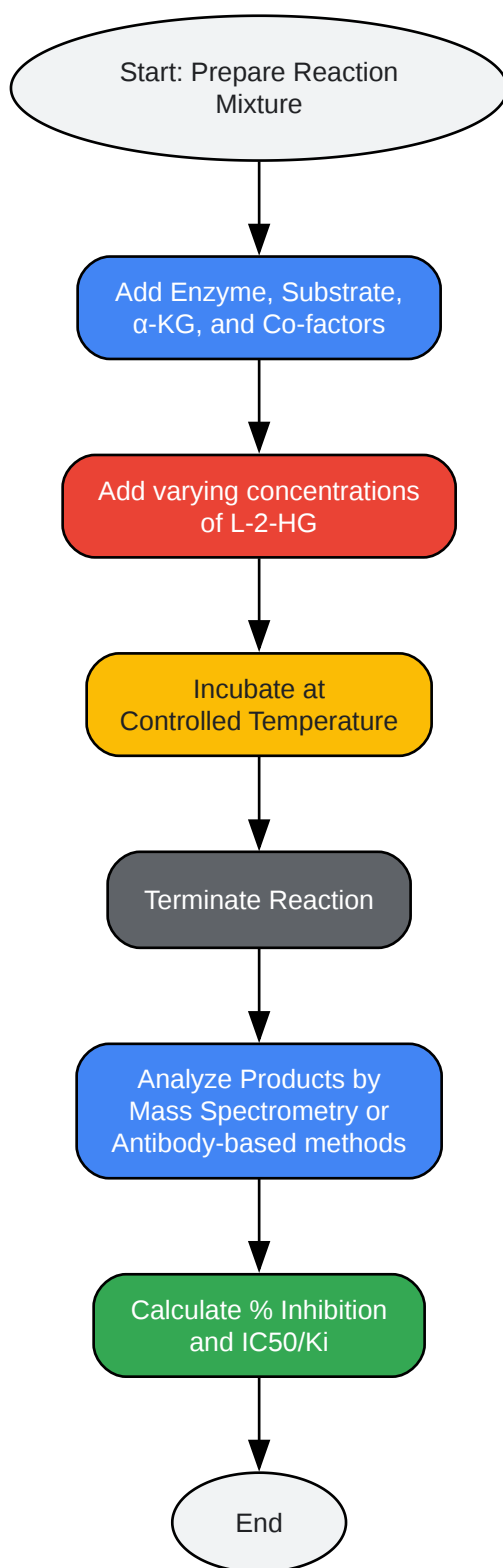 Start: Prepare Reaction
Mixture
Add Enzyme, Substrate,
α-KG, and Co-factors
Add varying concentrations
of L-2-HG
Incubate at
Controlled Temperature
Terminate Reaction
Analyze Products by
Mass Spectrometry or
Antibody-based methods
Calculate % Inhibition
and IC50/Ki
End